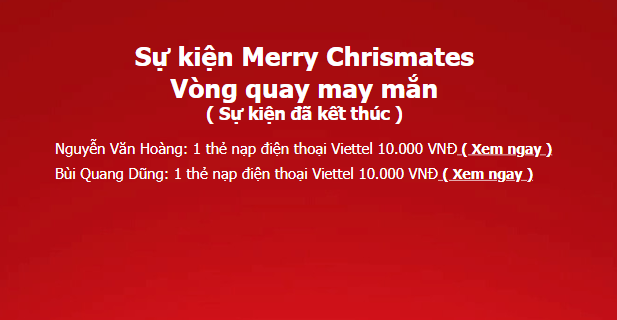 Sự kiện Merry Chrismates
Vòng quay may mắn
( Sự kiện đã kết thúc )
Nguyễn Văn Hoàng: 1 thẻ nạp điện thoại Viettel 10.000 VNĐ ( Xem ngay )
Bùi Quang Dũng: 1 thẻ nạp điện thoại Viettel 10.000 VNĐ ( Xem ngay )